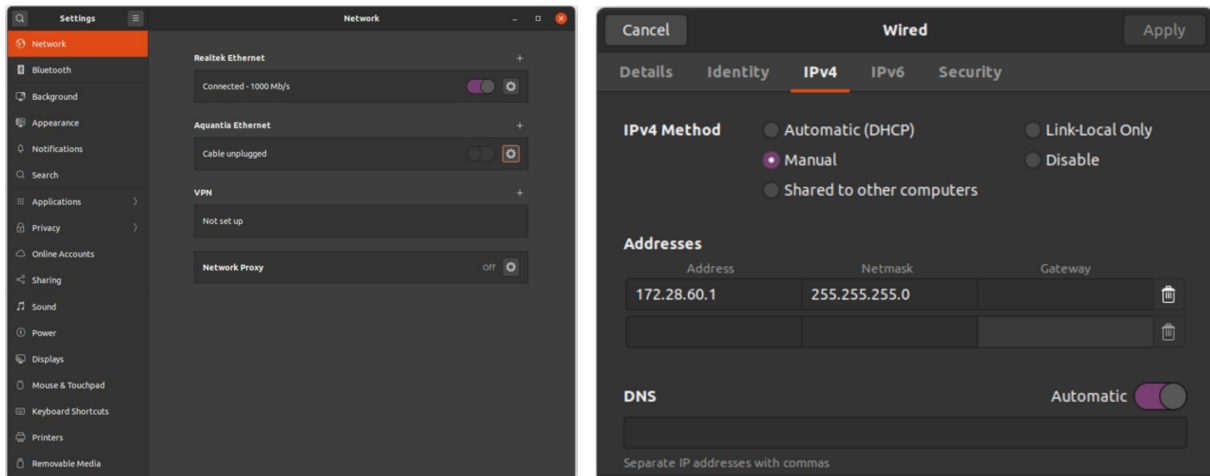 Settings
Network
Network
Bluetooth
Background
Appearance
Notifications
Search
Applications
Privacy
Online Accounts
Sharing
Sound
Power
Displays
Mouse & Touchpad
Keyboard Shortcuts
Printers
Removable Media
Realtek Ethernet
Connected - 1000 Mb/s
Aquantia Ethernet
Cable unplugged
VPN
Not set up
Network Proxy Off
Cancel Wired Apply
Details Identity IPv4 IPv6 Security
IPv4 Method Automatic (DHCP) Link-Local Only
Manual Disable
Shared to other computers
Addresses
Address Netmask Gateway
172.28.60.1 255.255.255.0
DNS Automatic
Separate IP addresses with commas